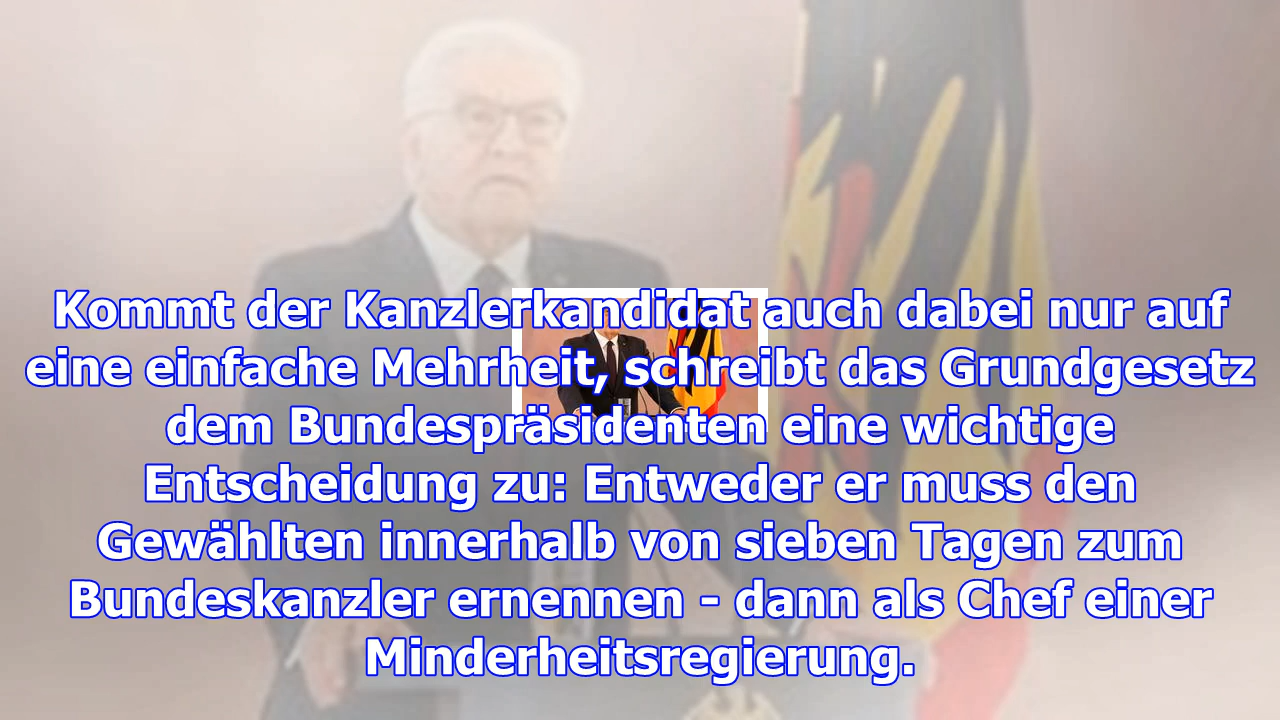 Kommt der Kanzlerkandidat auch dabei nur auf
eine einfache Mehrheit, schreibt das Grundgesetz
dem Bundespräsidenten eine wichtige
Entscheidung zu: Entweder er muss den
Gewählten innerhalb von sieben Tagen zum
Bundeskanzler ernennen - dann als Chef einer
Minderheitsregierung.